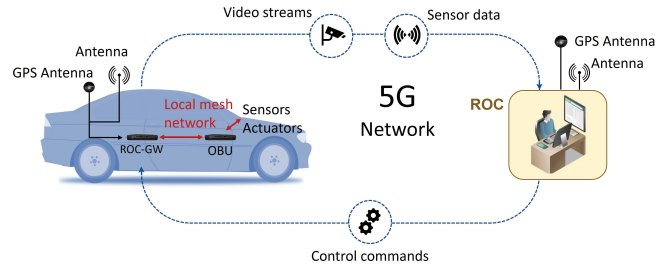 Video streams
Sensor data
Antenna
GPS Antenna
GPS Antenna
Antenna
5G
Network
ROC
Local mesh
network
Sensors
Actuators
ROC-GW
OBU
Control commands